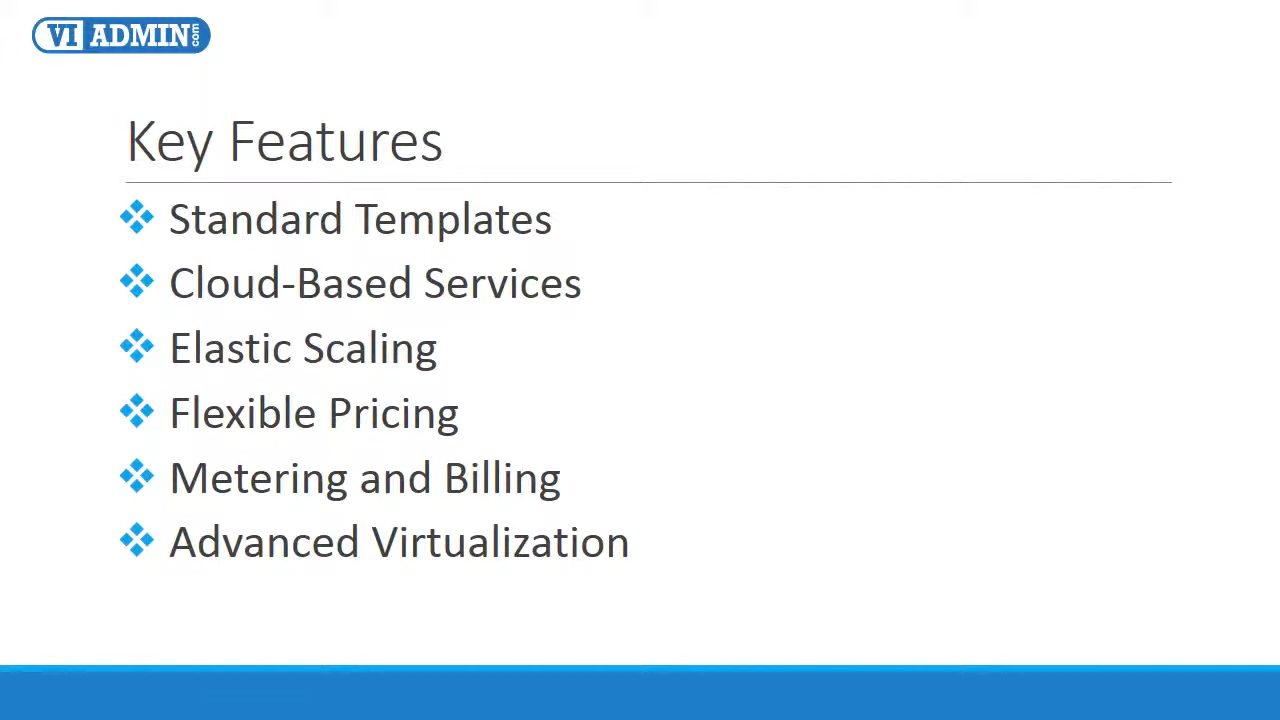 VI ADMIN.com
Key Features
Standard Templates
Cloud-Based Services
Elastic Scaling
Flexible Pricing
Metering and Billing
Advanced Virtualization